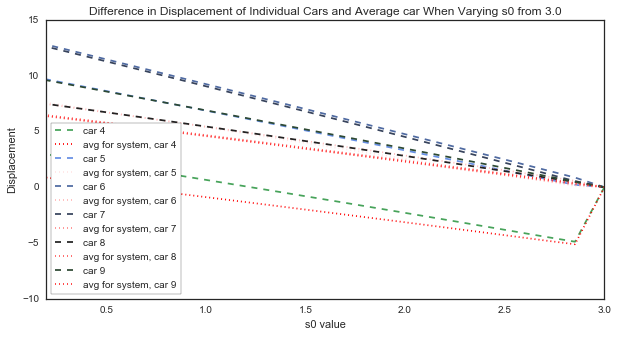 Difference in Displacement of Individual Cars and Average car When Varying s0 from 3.0
15
10
5
0
−5
−10
Displacement
car 4
avg for system, car 4
car 5
avg for system, car 5
car 6
avg for system, car 6
car 7
avg for system, car 7
car 8
avg for system, car 8
car 9
avg for system, car 9
0.5 1.0 1.5 2.0 2.5 3.0
s0 value